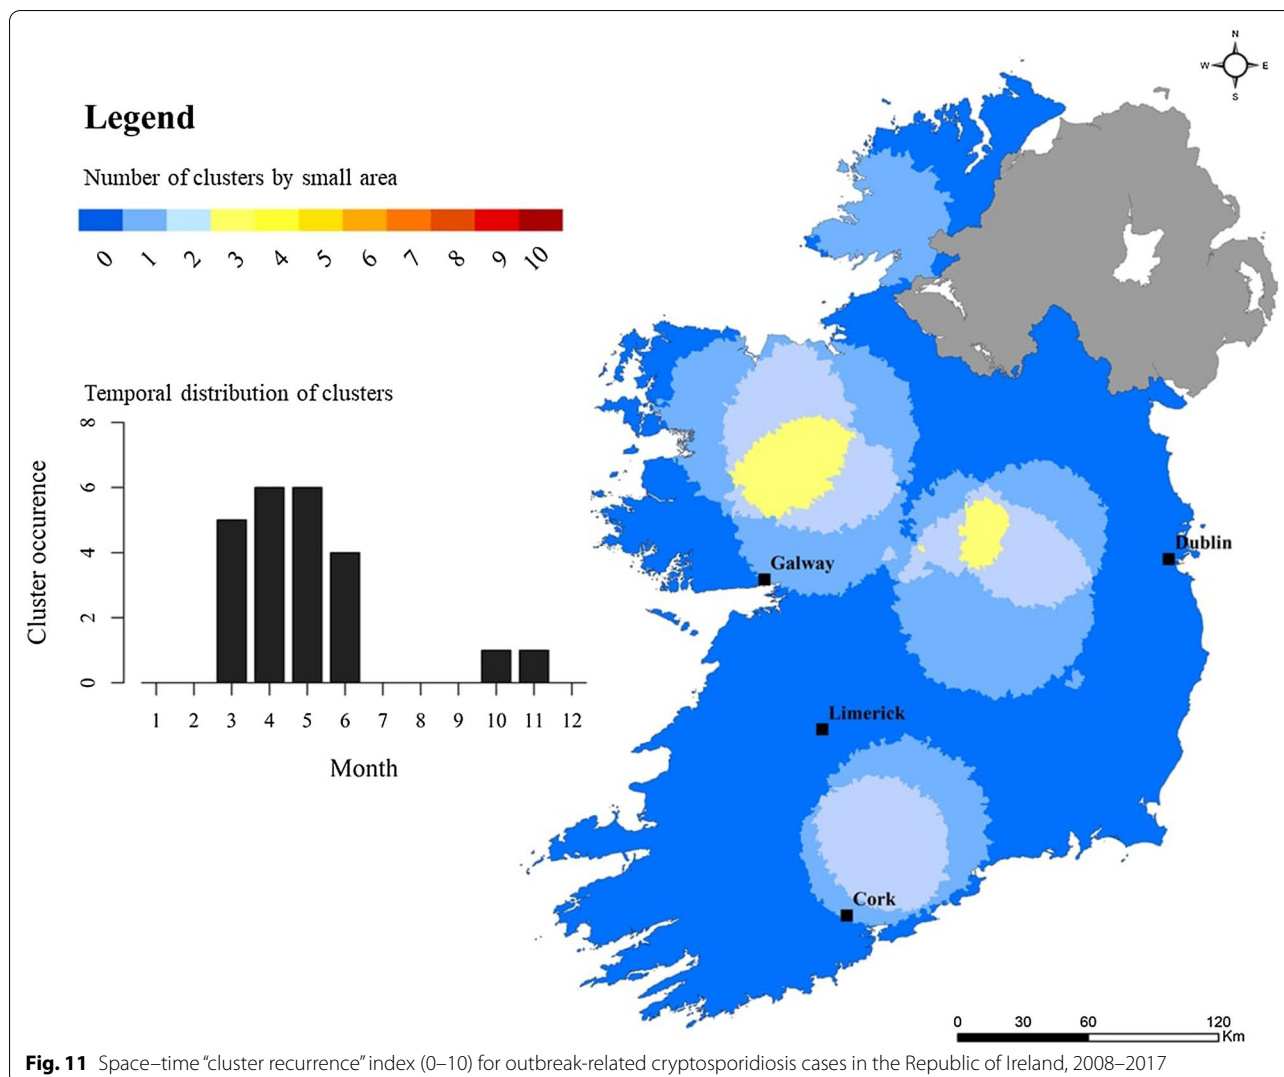 N
W E
S
Legend
Number of clusters by small area
0 1 2 3 4 5 6 7 8 9 10
Temporal distribution of clusters
Cluster occurence
8
6
4
2
0
1 2 3 4 5 6 7 8 9 10 11 12
Month
Dublin
Galway
Limerick
Cork
0 30 60 120
Km
Fig. 11 Space–time “cluster recurrence” index (0–10) for outbreak-related cryptosporidiosis cases in the Republic of Ireland, 2008–2017